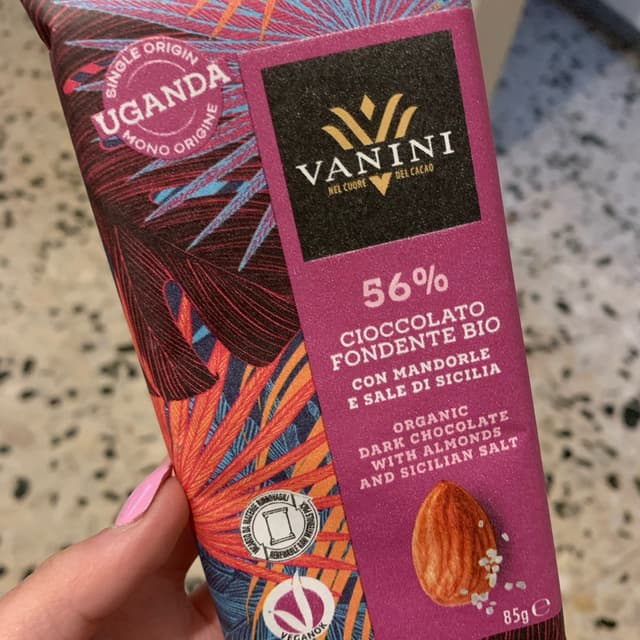 SINGLE ORIGIN
UGANDA
MONO ORIGINE
VANINI
NEL CUORE DEL CACAO
56%
CIOCCOLATO
FONDENTE BIO
CON MANDORLE
E SALE DI SICILIA
ORGANIC
DARK CHOCOLATE
WITH ALMONDS
AND SICILIAN SALT
VEGANOK
85g ℮